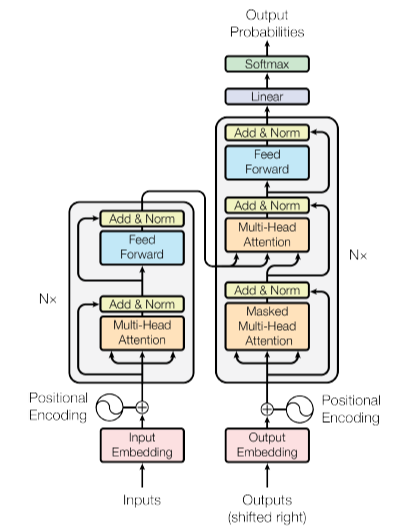 Output
Probabilities
Softmax
Linear
Add & Norm
Feed
Forward
Add & Norm
Multi-Head
Attention
Add & Norm
Masked
Multi-Head
Attention
N×
Add & Norm
Feed
Forward
Add & Norm
Multi-Head
Attention
N×
Positional
Encoding
Positional
Encoding
Input
Embedding
Output
Embedding
Inputs
Outputs
(shifted right)